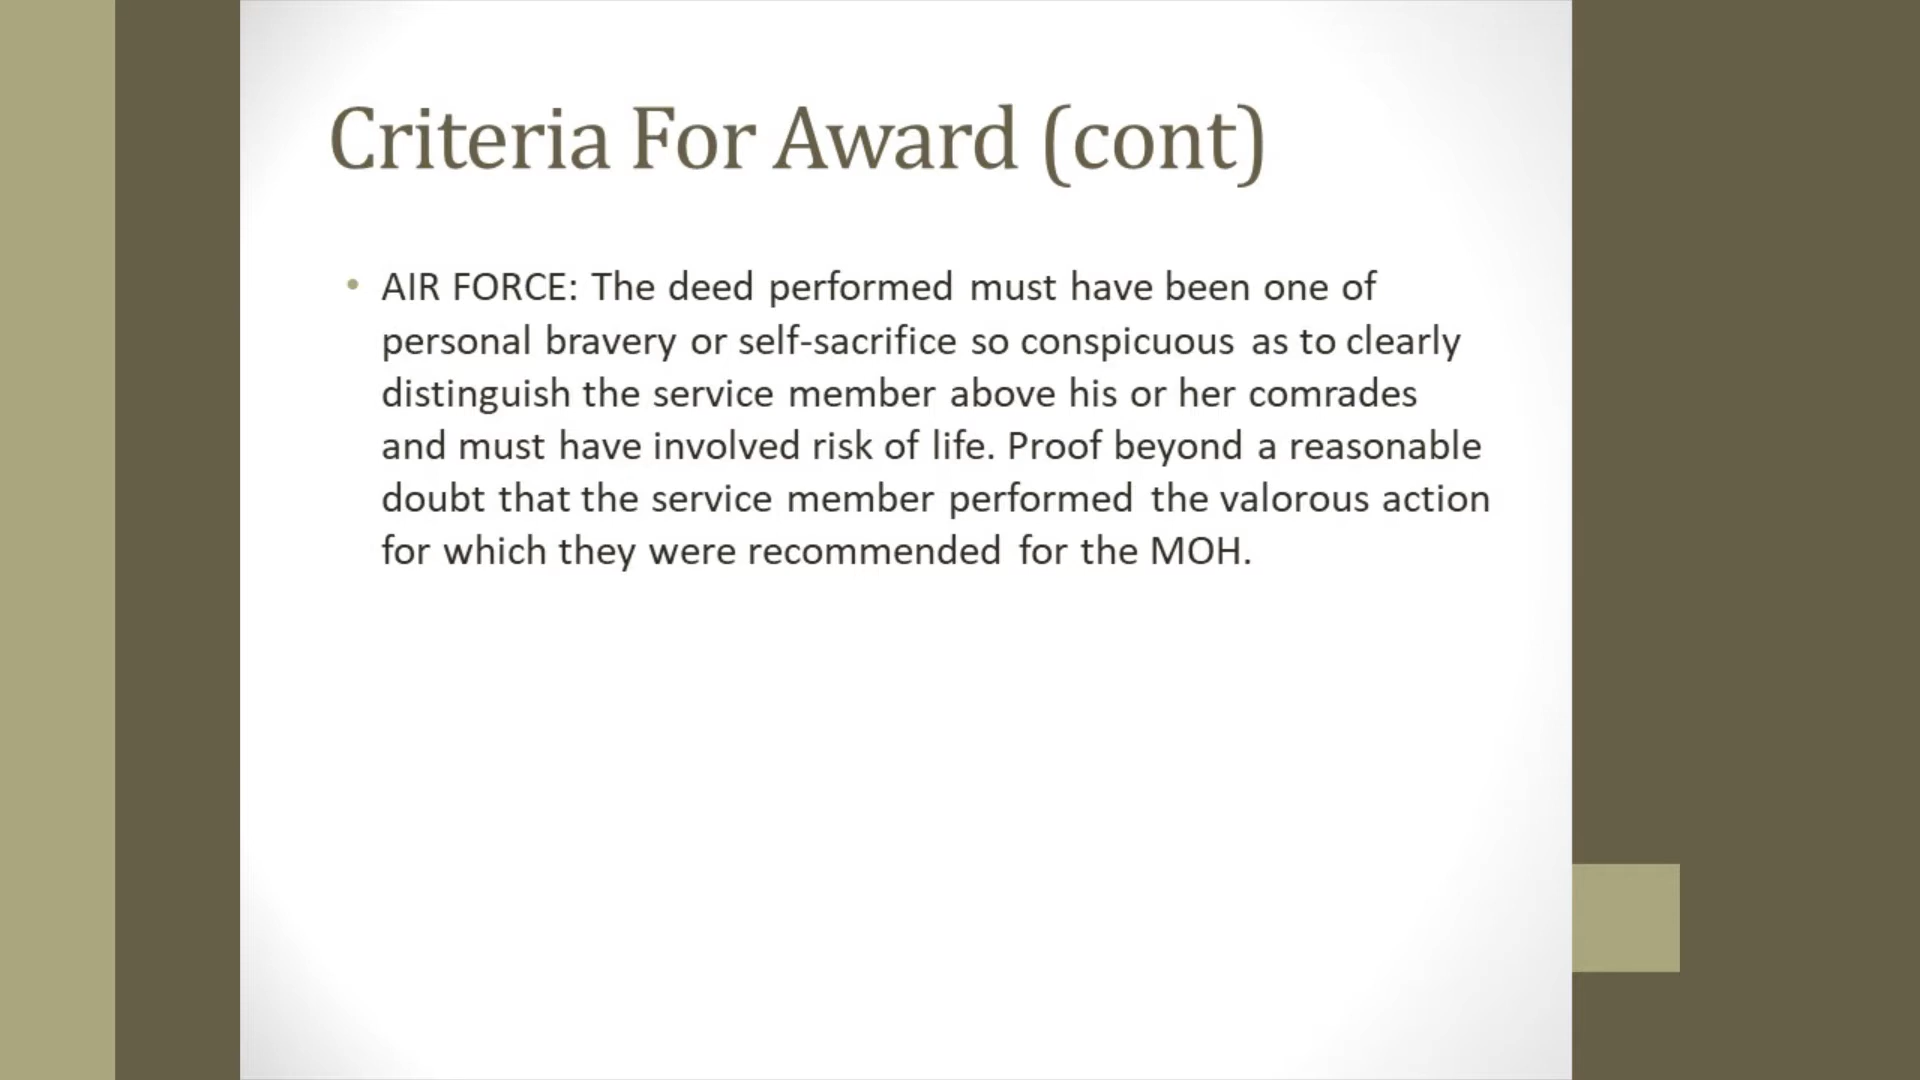 Criteria For Award (cont)
• AIR FORCE: The deed performed must have been one of
personal bravery or self-sacrifice so conspicuous as to clearly
distinguish the service member above his or her comrades
and must have involved risk of life. Proof beyond a reasonable
doubt that the service member performed the valorous action
for which they were recommended for the MOH.